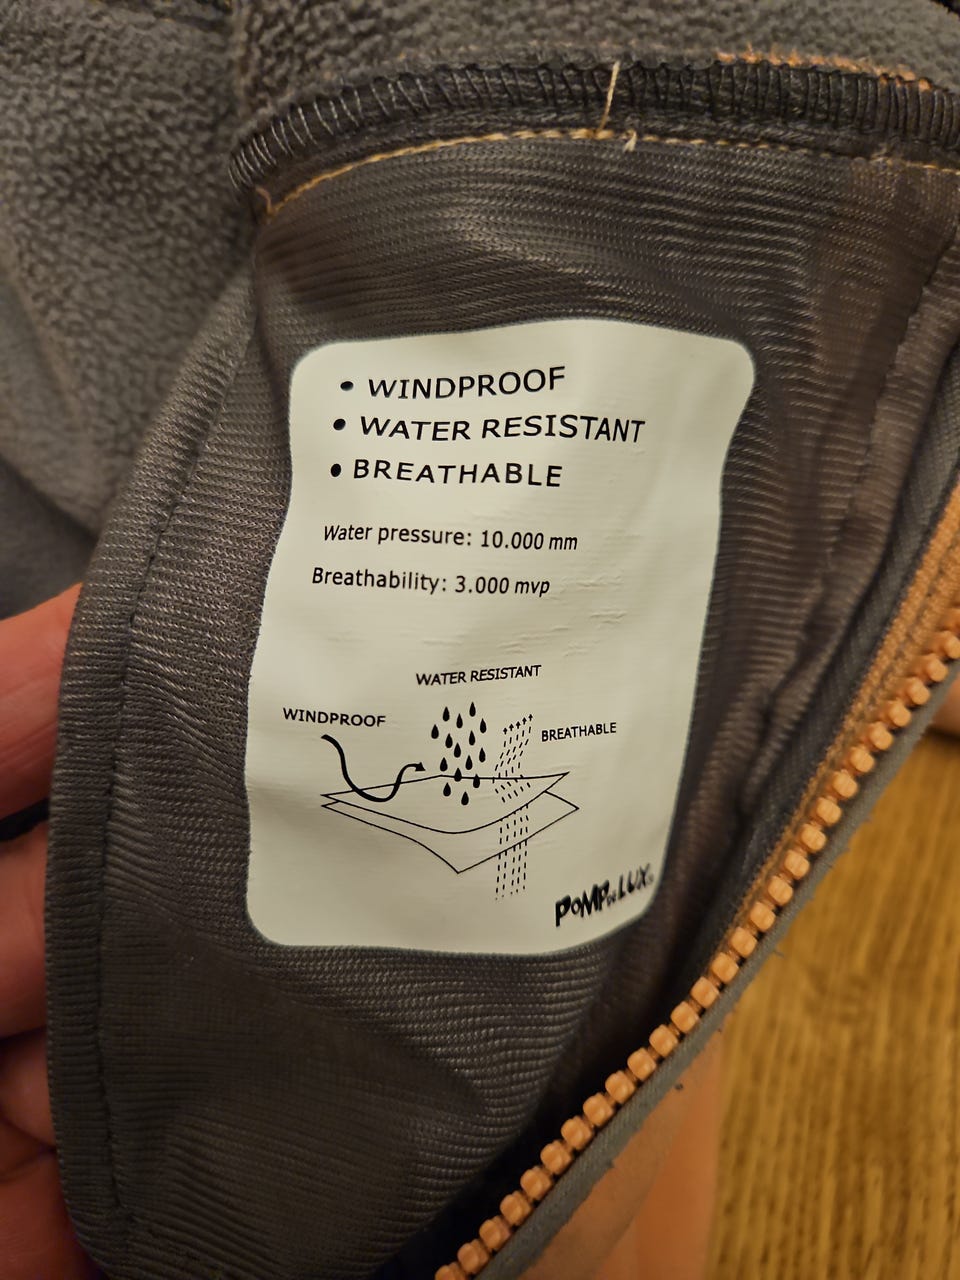 • WINDPROOF
• WATER RESISTANT
• BREATHABLE
Water pressure: 10.000 mm
Breathability: 3.000 mvp
WATER RESISTANT
WINDPROOF
BREATHABLE
POMPDELUX